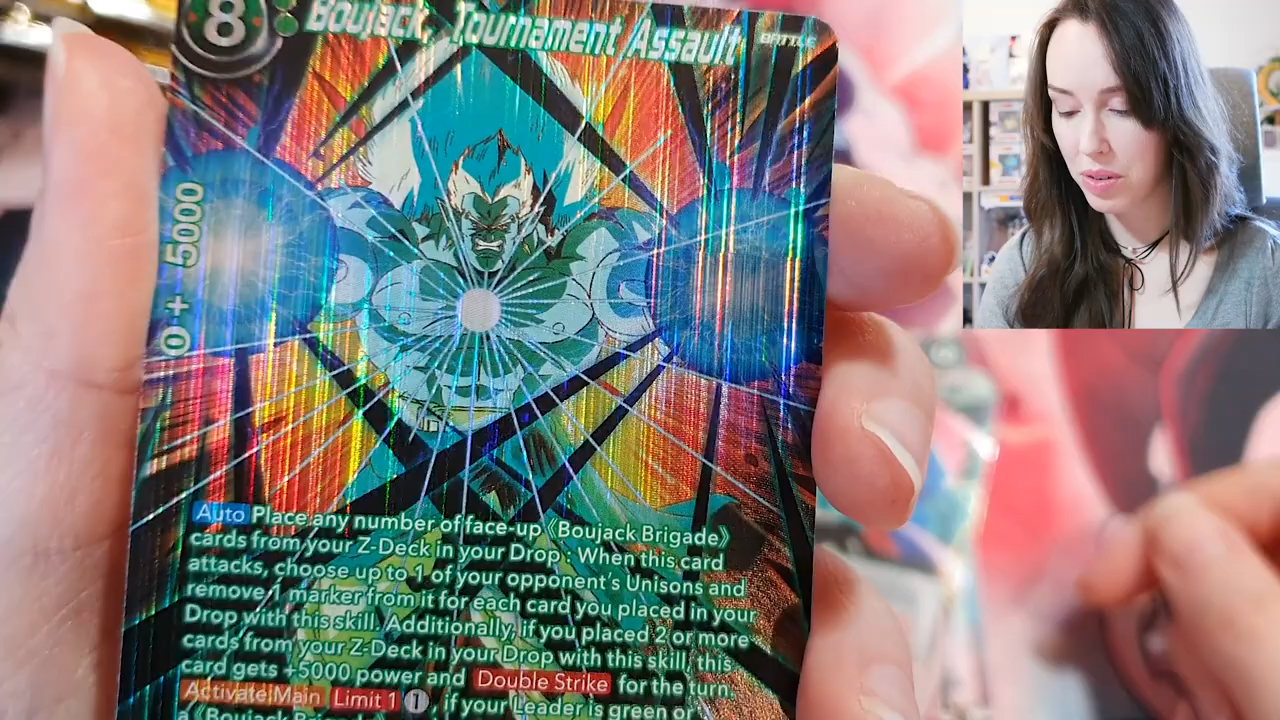 8 Boujack, Tournament Assault BATTLE
0 + 5000
Auto Place any number of face-up 《Boujack Brigade》
cards from your Z-Deck in your Drop : When this card
attacks, choose up to 1 of your opponent's Unisons and
remove 1 marker from it for each card you placed in your
Drop with this skill. Additionally, if you placed 2 or more
cards from your Z-Deck in your Drop with this skill, this
card gets +5000 power and Double Strike for the turn.
Activate:Main Limit 1 1, if your Leader is green or
a 《Boujack Brigade》